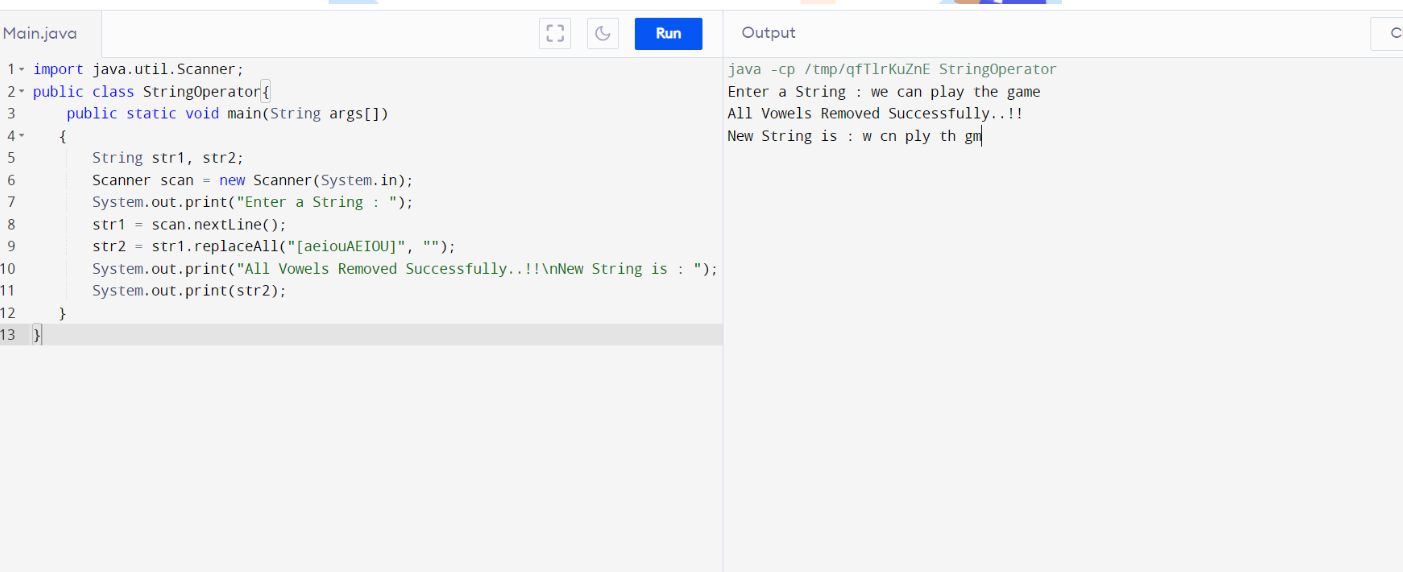 Main.java
Run
1 import java.util.Scanner;
2 public class StringOperator{
3 public static void main(String args[])
4 {
5 String str1, str2;
6 Scanner scan = new Scanner(System.in);
7 System.out.print("Enter a String : ");
8 str1 = scan.nextLine();
9 str2 = str1.replaceAll("[aeiouAEIOU]", "");
10 System.out.print("All Vowels Removed Successfully..!!\nNew String is : ");
11 System.out.print(str2);
12 }
13 }
Output
java -cp /tmp/qfTlrKuZnE StringOperator
Enter a String : we can play the game
All Vowels Removed Successfully..!!
New String is : w cn ply th gm